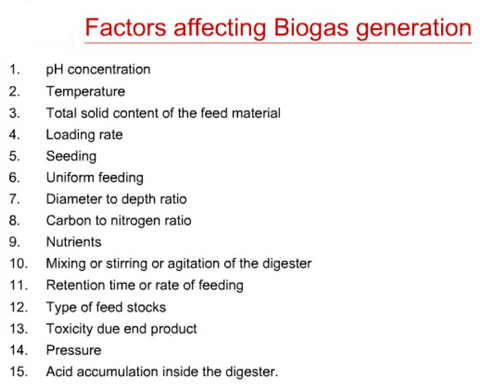 Factors affecting Biogas generation
1. pH concentration
2. Temperature
3. Total solid content of the feed material
4. Loading rate
5. Seeding
6. Uniform feeding
7. Diameter to depth ratio
8. Carbon to nitrogen ratio
9. Nutrients
10. Mixing or stirring or agitation of the digester
11. Retention time or rate of feeding
12. Type of feed stocks
13. Toxicity due end product
14. Pressure
15. Acid accumulation inside the digester.